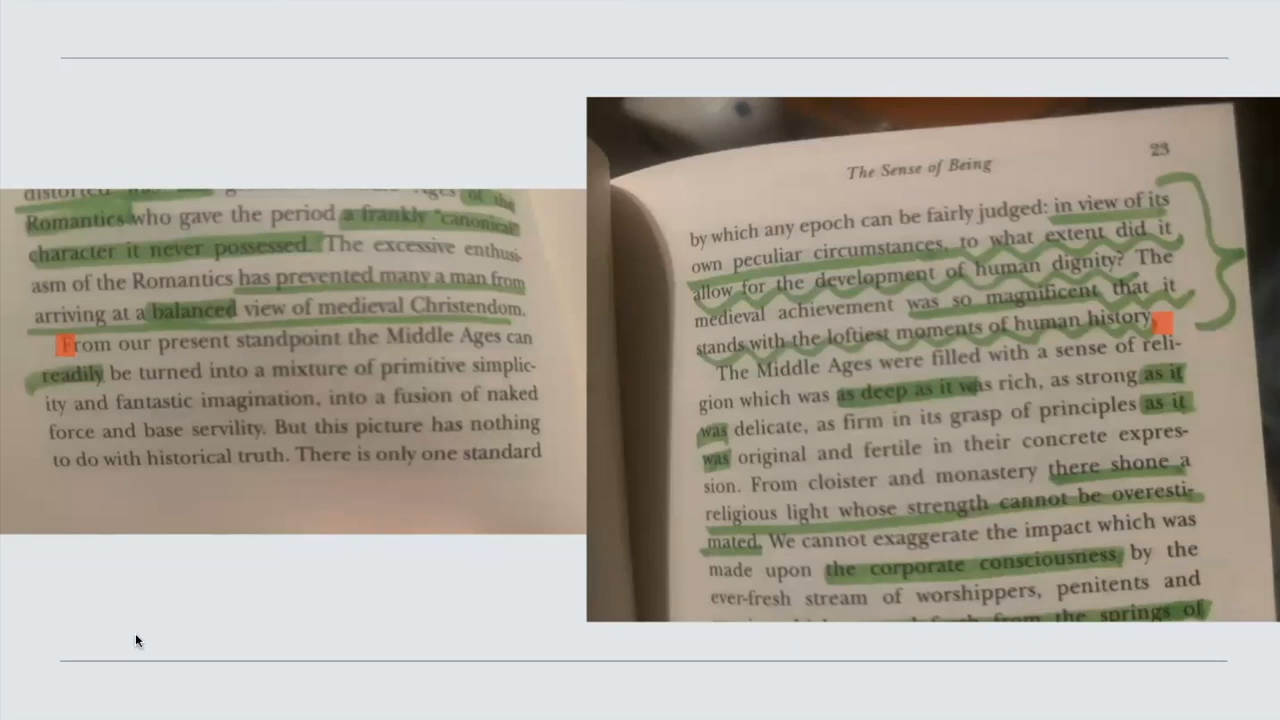 distorted
Romantics who gave the period a frankly "canonical"
character it never possessed. The excessive enthusi-
asm of the Romantics has prevented many a man from
arriving at a balanced view of medieval Christendom.
From our present standpoint the Middle Ages can
readily be turned into a mixture of primitive simplic-
ity and fantastic imagination, into a fusion of naked
force and base servility. But this picture has nothing
to do with historical truth. There is only one standard
The Sense of Being 23
by which any epoch can be fairly judged: in view of its
own peculiar circumstances, to what extent did it
allow for the development of human dignity? The
medieval achievement was so magnificent that it
stands with the loftiest moments of human history.
The Middle Ages were filled with a sense of reli-
gion which was as deep as it was rich, as strong as it
was delicate, as firm in its grasp of principles as it
was original and fertile in their concrete expres-
sion. From cloister and monastery there shone a
religious light whose strength cannot be overesti-
mated. We cannot exaggerate the impact which was
made upon the corporate consciousness by the
ever-fresh stream of worshippers, penitents and
from the springs of